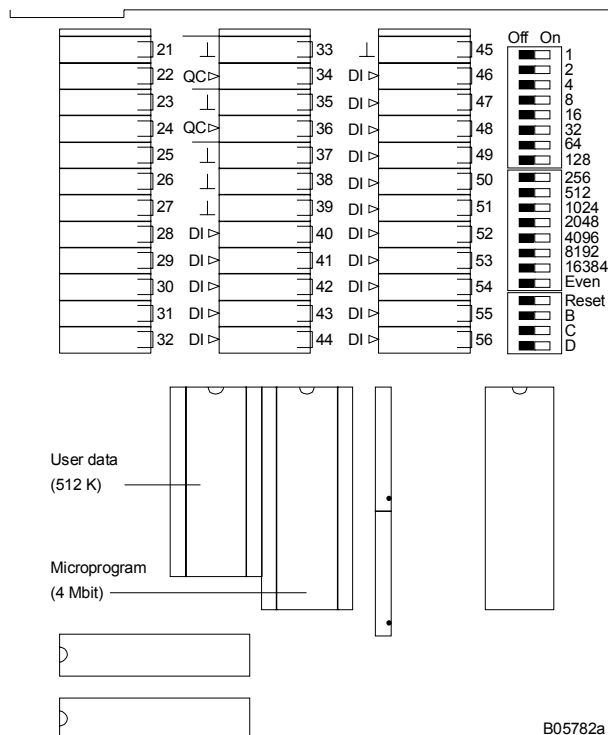 Off On
21 ⊥ 33 ⊥ 45 1
22 QC▷ 34 DI▷ 46 2
4
23 ⊥ 35 DI▷ 47 8
16
24 QC▷ 36 DI▷ 48 32
64
25 ⊥ 37 DI▷ 49 128
26 ⊥ 38 DI▷ 50 256
512
27 ⊥ 39 DI▷ 51 1024
2048
28 DI▷ 40 DI▷ 52 4096
29 DI▷ 41 DI▷ 53 8192
16384
30 DI▷ 42 DI▷ 54 Even
Reset
31 DI▷ 43 DI▷ 55 B
C
32 DI▷ 44 DI▷ 56 D
User data
(512 K)
Microprogram
(4 Mbit)
B05782a